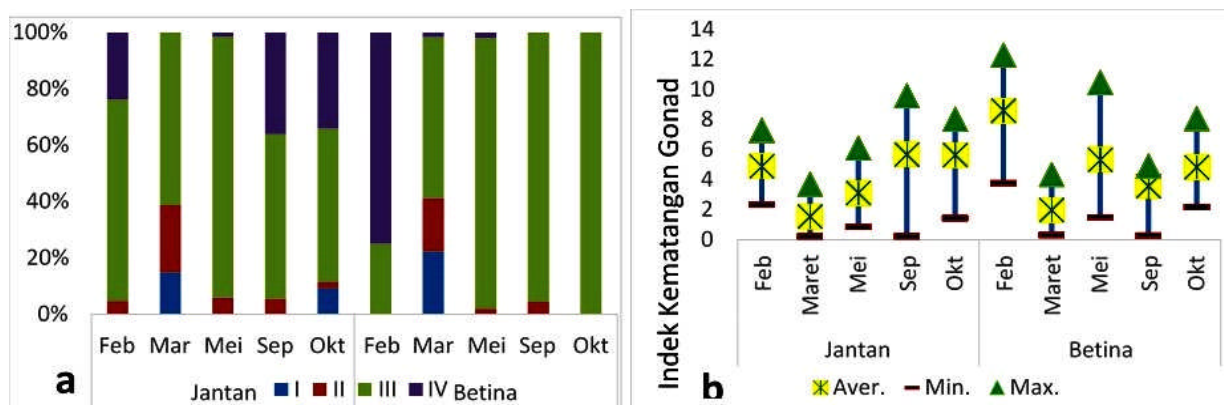 100%
80%
60%
40%
20%
0%
Feb Mar Mei Sep Okt Feb Mar Mei Sep Okt
a Jantan I II III IV Betina
Indek Kematangan Gonad
14
12
10
8
6
4
2
0
Feb Maret Mei Sep Okt Feb Maret Mei Sep Okt
Jantan Betina
b Aver. Min. Max.